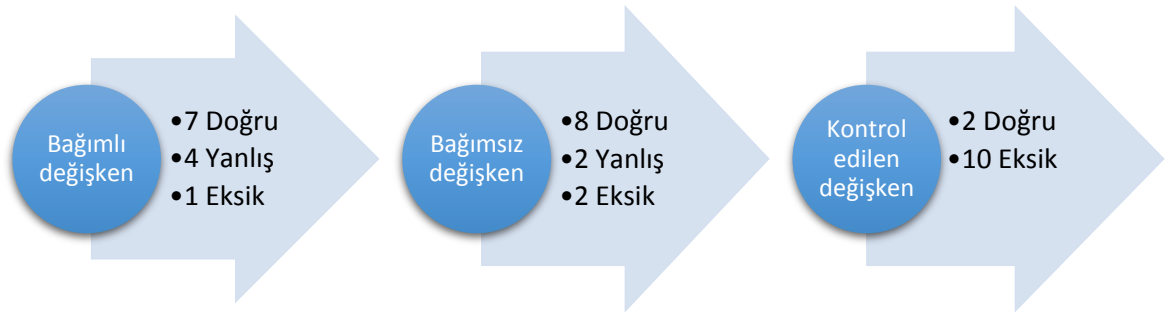 Bağımlı
değişken
•7 Doğru
•4 Yanlış
•1 Eksik
Bağımsız
değişken
•8 Doğru
•2 Yanlış
•2 Eksik
Kontrol
edilen
değişken
•2 Doğru
•10 Eksik